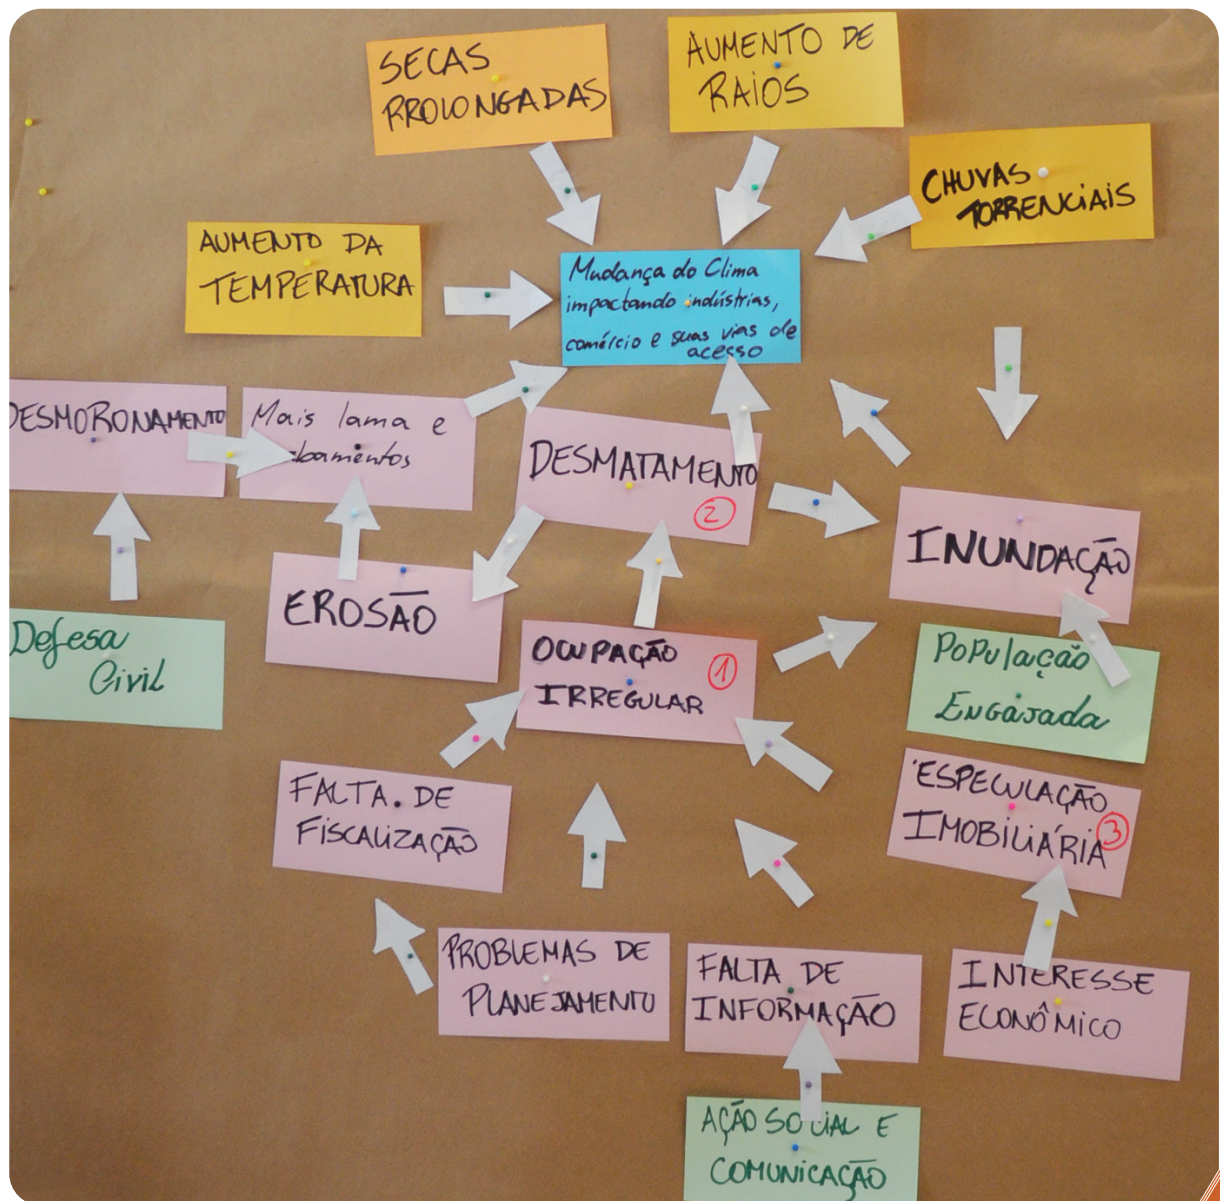 SECAS
PROLONGADAS
AUMENTO DE
RAIOS
CHUVAS
TORRENCIAIS
AUMENTO DA
TEMPERATURA
Mudança do Clima
impactando indústrias,
comércio e suas vias de
acesso
DESMORONAMENTO
Mais lama e
DESMATAMENTO
2
INUNDAÇÃO
EROSÃO
Defesa
Civil
OCUPAÇÃO
IRREGULAR
1
População
Engajada
FALTA. DE
FISCALIZAÇÃO
ESPECULAÇÃO
IMOBILIÁRIA
3
PROBLEMAS DE
PLANEJAMENTO
FALTA DE
INFORMAÇÃO
INTERESSE
ECONÔMICO
AÇÃO SOCIAL E
COMUNICAÇÃO